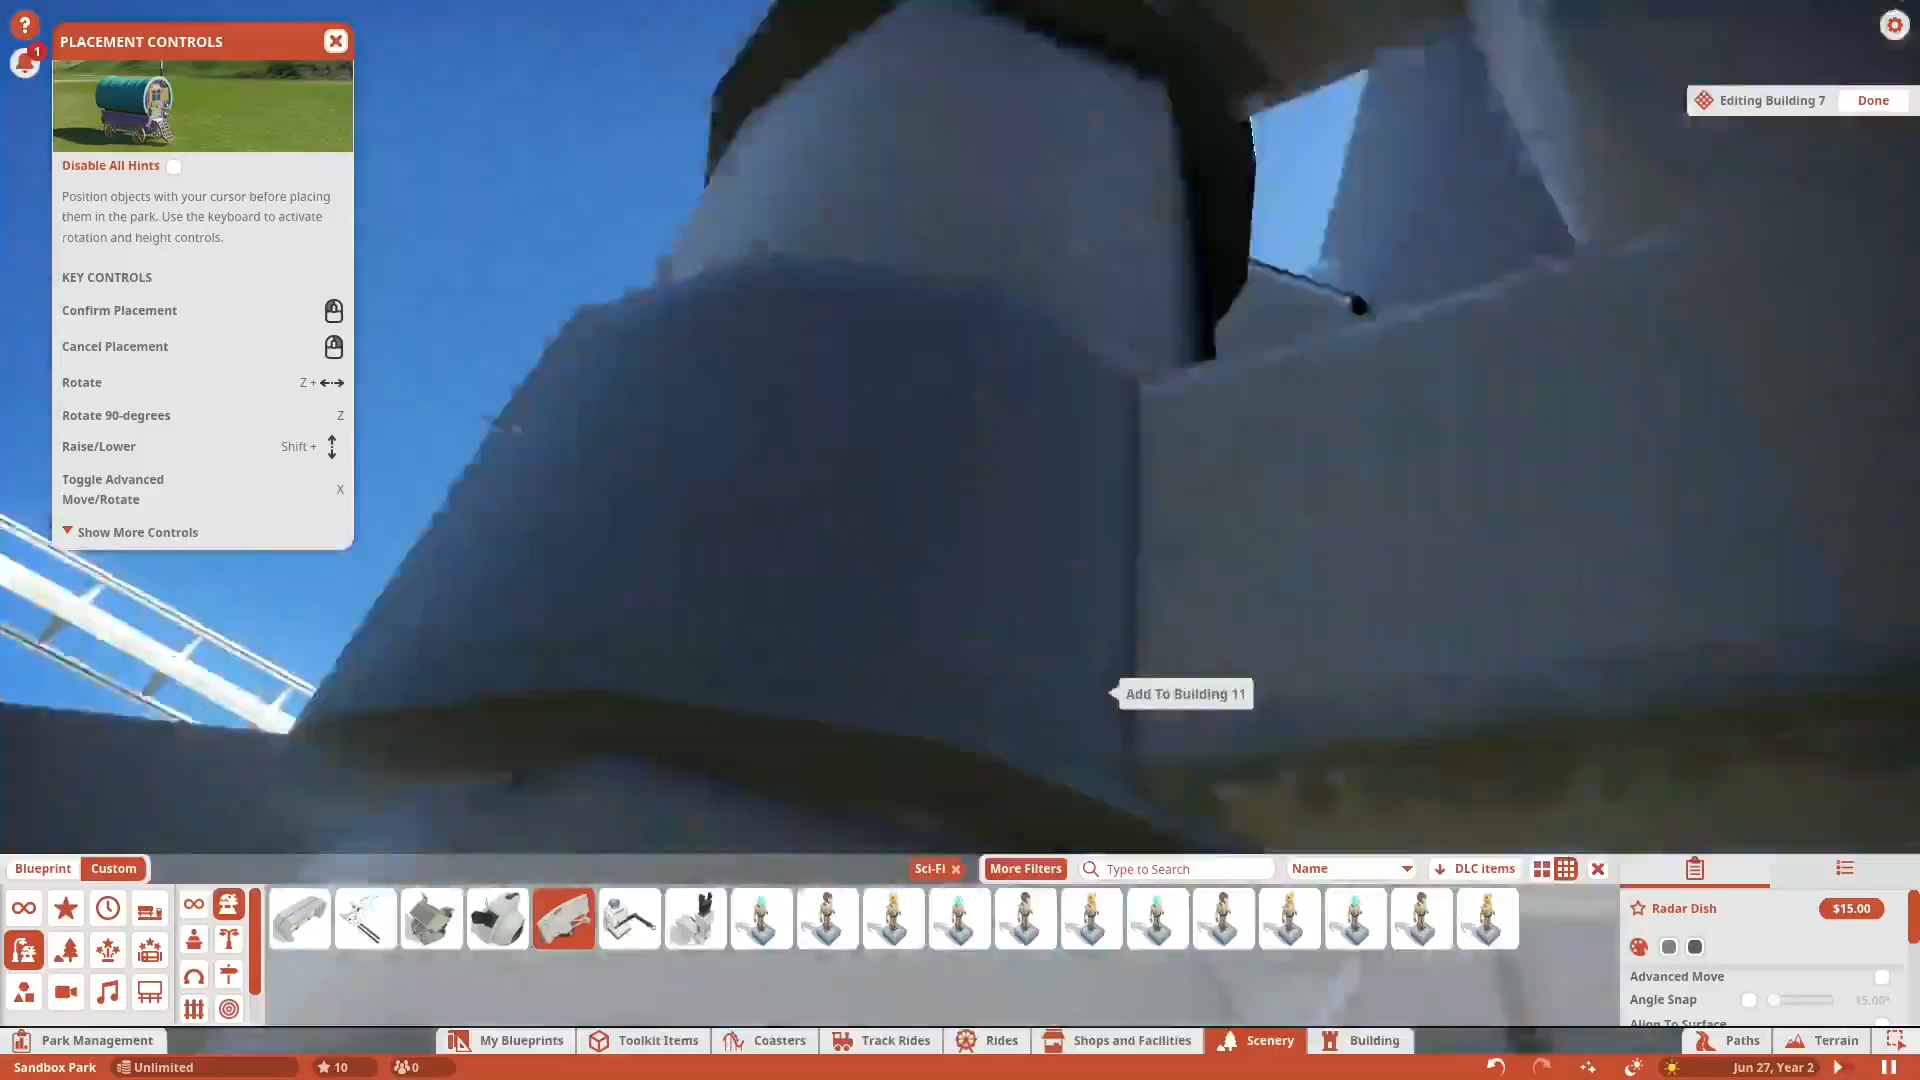 ?
1
PLACEMENT CONTROLS
Disable All Hints
Position objects with your cursor before placing
them in the park. Use the keyboard to activate
rotation and height controls.
KEY CONTROLS
Confirm Placement
Cancel Placement
Rotate Z +
Rotate 90-degrees Z
Raise/Lower Shift +
Toggle Advanced
Move/Rotate X
Show More Controls
Editing Building 7 Done
Add To Building 11
Blueprint Custom
Sci-Fi More Filters Type to Search Name DLC items
Radar Dish $15.00
Advanced Move
Angle Snap 15.00°
Align To Surface
Park Management My Blueprints Toolkit Items Coasters Track Rides Rides Shops and Facilities Scenery Building Paths Terrain
Sandbox Park Unlimited 10 0 Jun 27, Year 2